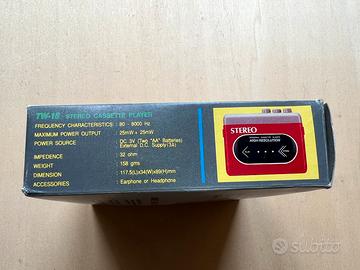 TW-18 STEREO CASSETTE PLAYER
FREQUENCY CHARACTERISTICS : 80 - 8000 Hz
MAXIMUM POWER OUTPUT : 25mW + 25mW
POWER SOURCE : DC 3V (Two "AA" Batteries)
External D.C. Supply(3A)
IMPEDENCE : 32 ohm
WEIGHT : 158 gms
DIMENSION : 117.5(L)x34(W)x89(H)mm
ACCESSORIES : Earphone or Headphone
STEREO
HIGH-RESOLUTION
subito